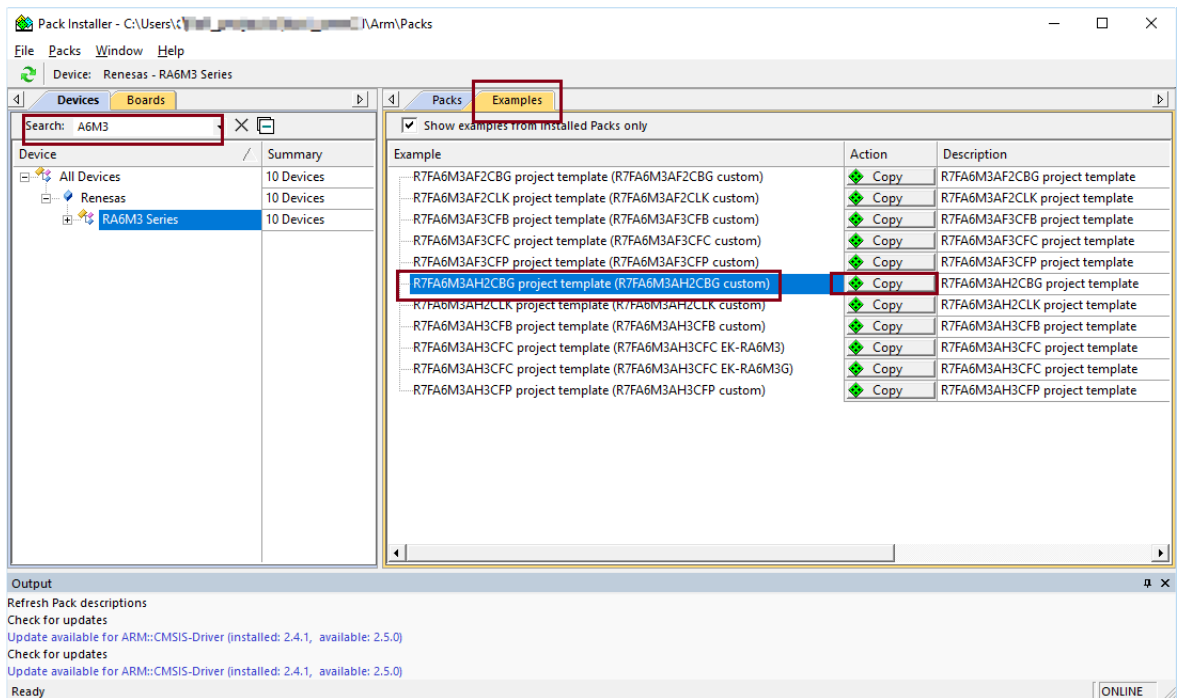 Pack Installer - C:\Users\ \Arm\Packs
File Packs Window Help
Device: Renesas - RA6M3 Series
Devices Boards
Search: A6M3
Device / Summary
All Devices 10 Devices
Renesas 10 Devices
RA6M3 Series 10 Devices
Packs Examples
Show examples from Installed Packs only
Example Action Description
R7FA6M3AF2CBG project template (R7FA6M3AF2CBG custom) Copy R7FA6M3AF2CBG project template
R7FA6M3AF2CLK project template (R7FA6M3AF2CLK custom) Copy R7FA6M3AF2CLK project template
R7FA6M3AF3CFB project template (R7FA6M3AF3CFB custom) Copy R7FA6M3AF3CFB project template
R7FA6M3AF3CFC project template (R7FA6M3AF3CFC custom) Copy R7FA6M3AF3CFC project template
R7FA6M3AF3CFP project template (R7FA6M3AF3CFP custom) Copy R7FA6M3AF3CFP project template
R7FA6M3AH2CBG project template (R7FA6M3AH2CBG custom) Copy R7FA6M3AH2CBG project template
R7FA6M3AH2CLK project template (R7FA6M3AH2CLK custom) Copy R7FA6M3AH2CLK project template
R7FA6M3AH3CFB project template (R7FA6M3AH3CFB custom) Copy R7FA6M3AH3CFB project template
R7FA6M3AH3CFC project template (R7FA6M3AH3CFC EK-RA6M3) Copy R7FA6M3AH3CFC project template
R7FA6M3AH3CFC project template (R7FA6M3AH3CFC EK-RA6M3G) Copy R7FA6M3AH3CFC project template
R7FA6M3AH3CFP project template (R7FA6M3AH3CFP custom) Copy R7FA6M3AH3CFP project template
Output
Refresh Pack descriptions
Check for updates
Update available for ARM::CMSIS-Driver (installed: 2.4.1, available: 2.5.0)
Check for updates
Update available for ARM::CMSIS-Driver (installed: 2.4.1, available: 2.5.0)
Ready ONLINE